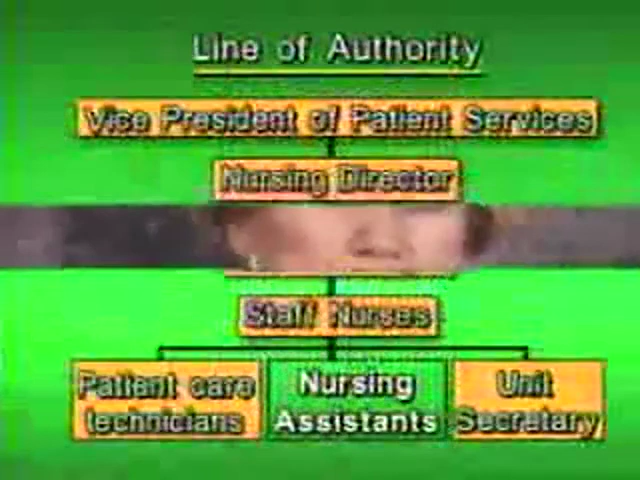 Line of Authority
Vice President of Patient Services
Nursing Director
Staff Nurses
Patient care
technicians
Nursing
Assistants
Unit
Secretary